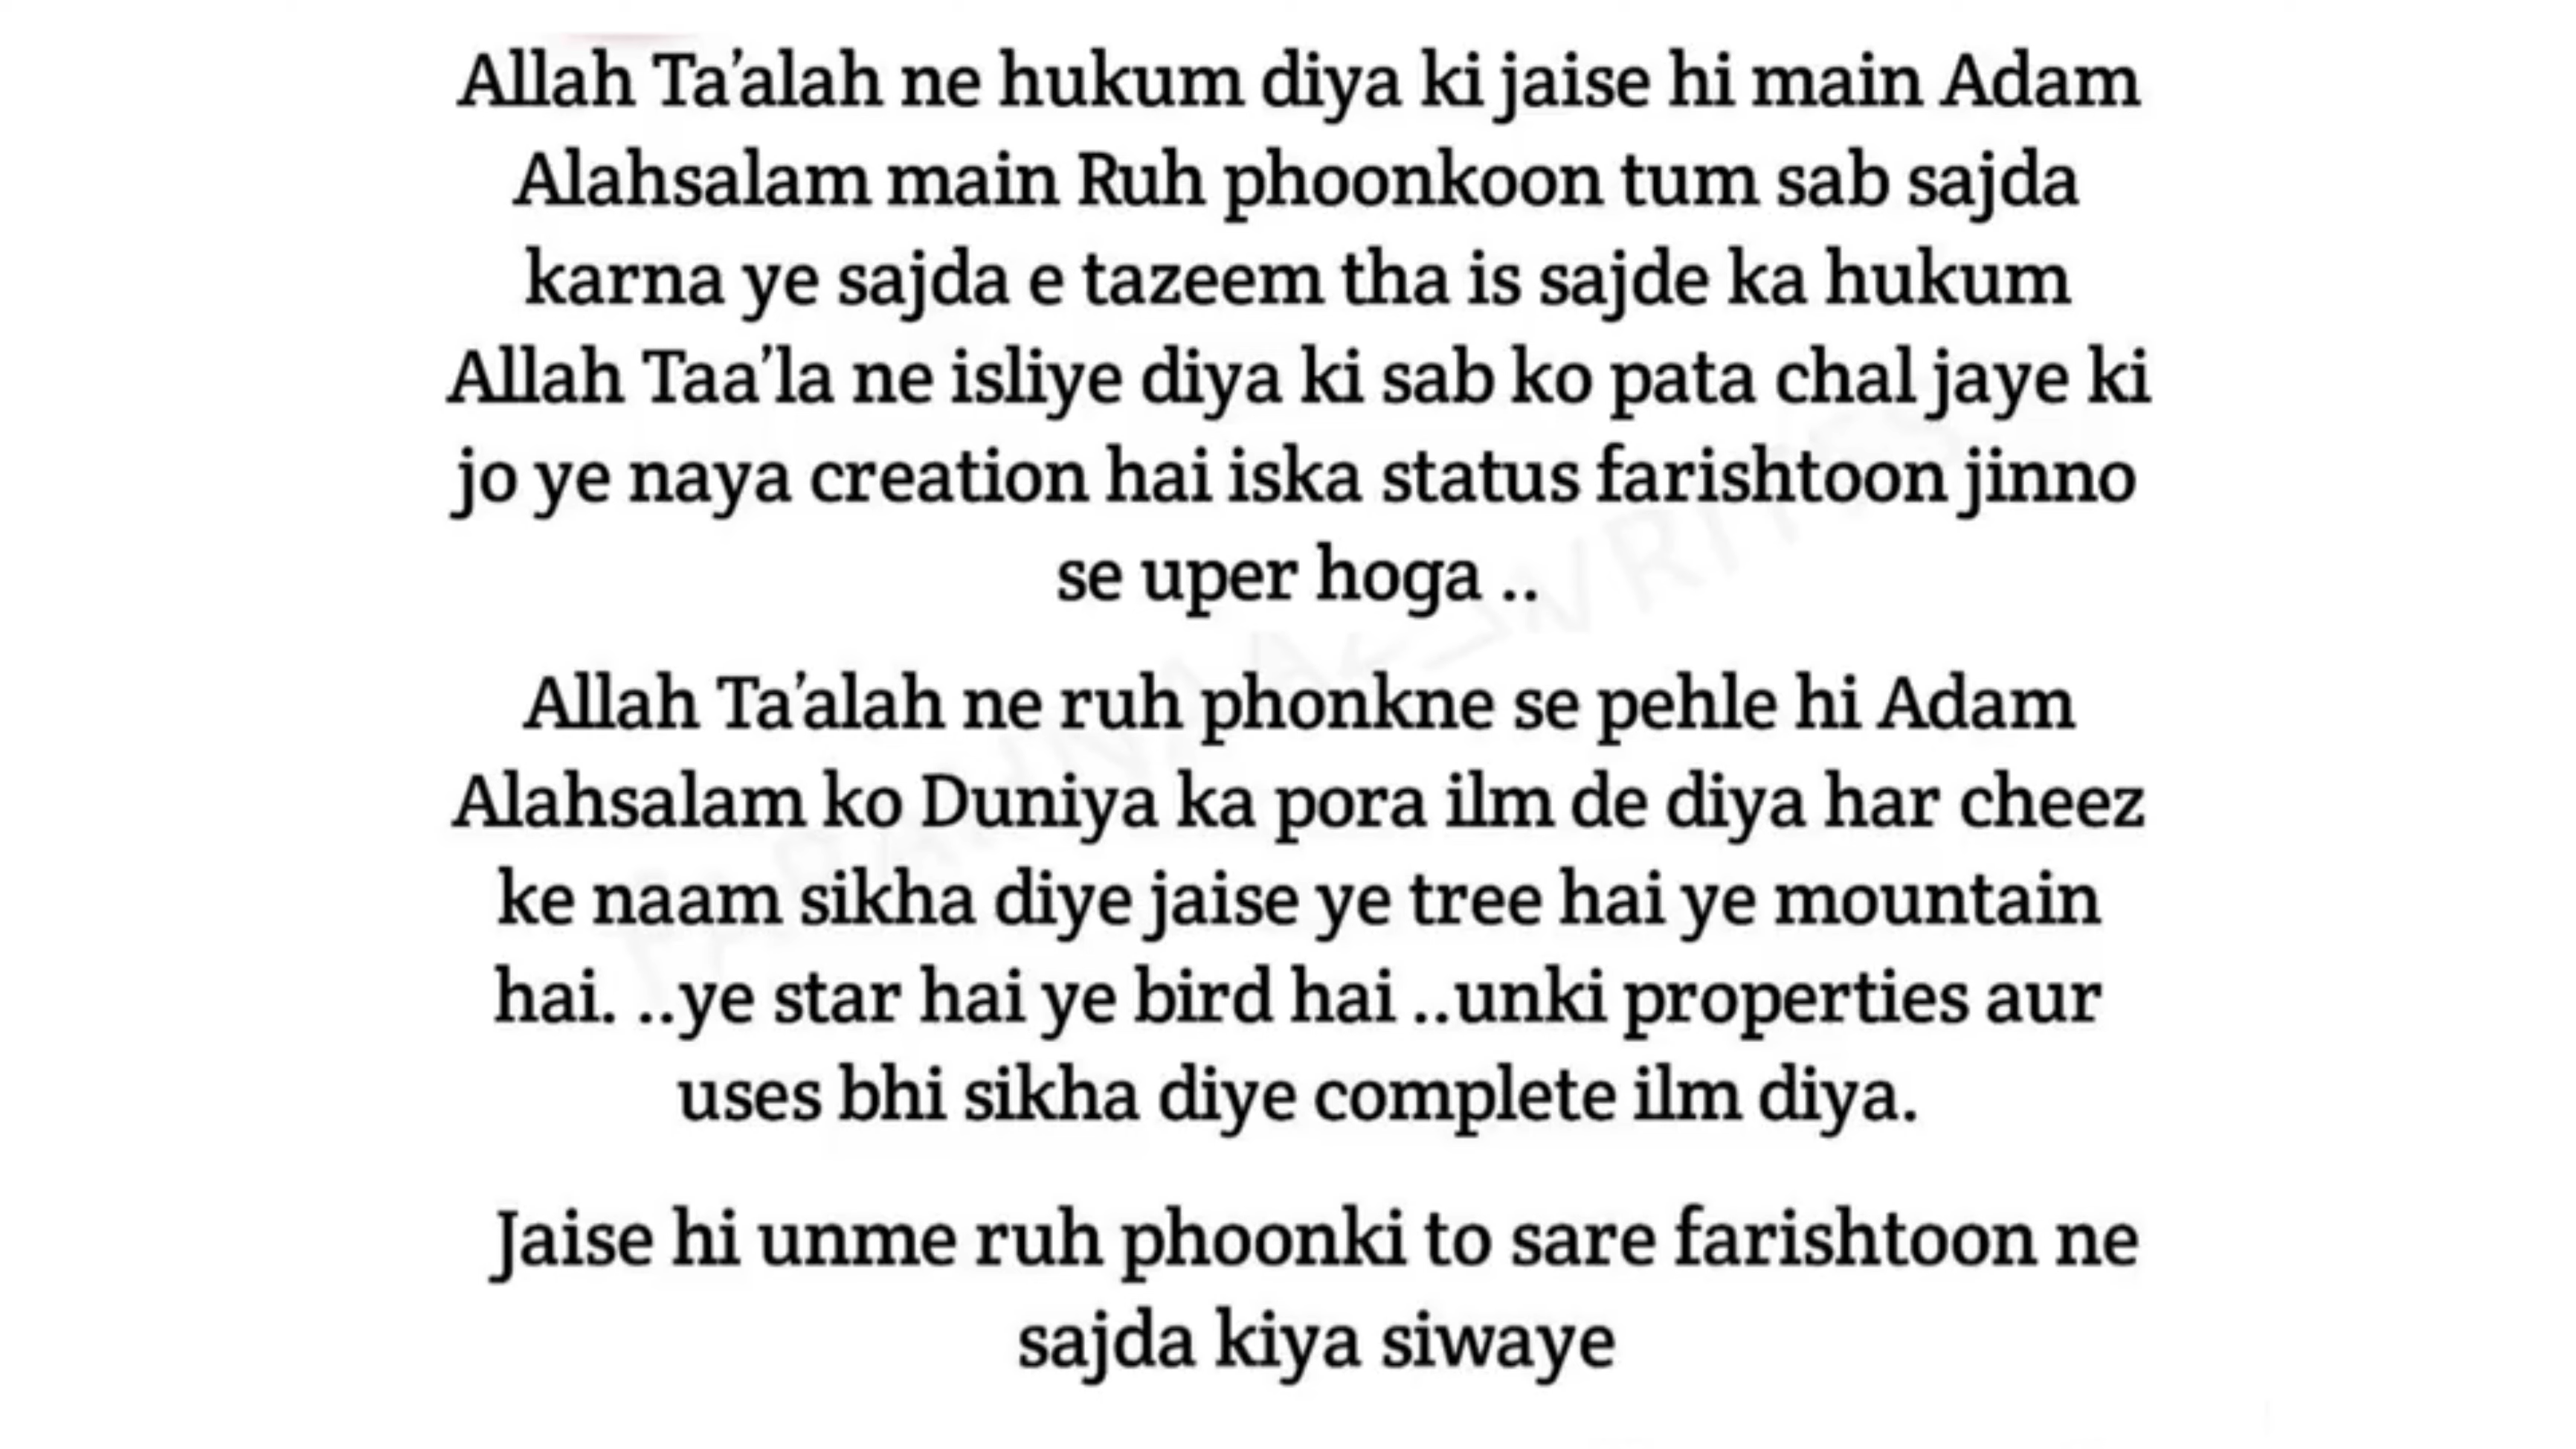 Allah Ta’alah ne hukum diya ki jaise hi main Adam
Alahsalam main Ruh phoonkoon tum sab sajda
karna ye sajda e tazeem tha is sajde ka hukum
Allah Taa’la ne isliye diya ki sab ko pata chal jaye ki
jo ye naya creation hai iska status farishtoon jinno
se uper hoga ..
Allah Ta’alah ne ruh phonkne se pehle hi Adam
Alahsalam ko Duniya ka pora ilm de diya har cheez
ke naam sikha diye jaise ye tree hai ye mountain
hai. ..ye star hai ye bird hai ..unki properties aur
uses bhi sikha diye complete ilm diya.
Jaise hi unme ruh phoonki to sare farishtoon ne
sajda kiya siwaye